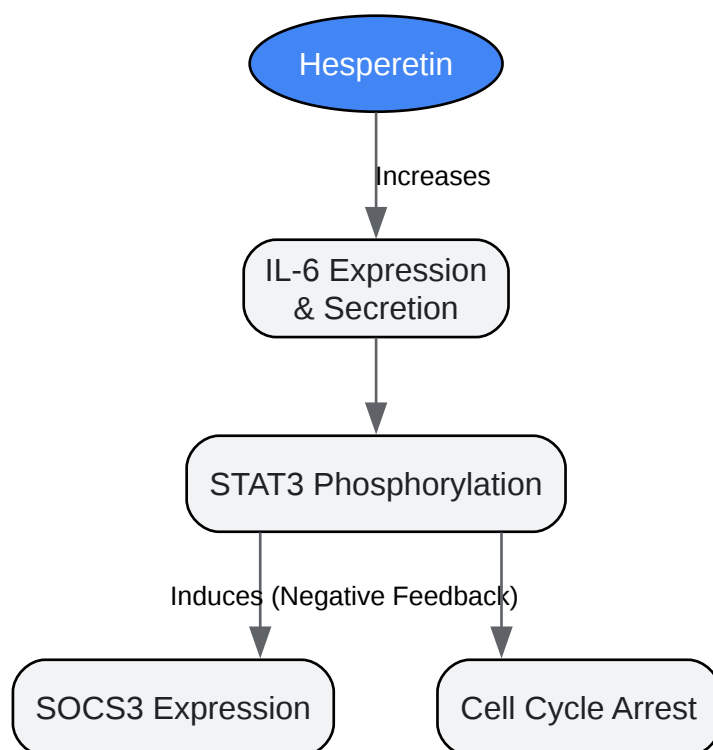 Hesperetin
Increases
IL-6 Expression
& Secretion
STAT3 Phosphorylation
Induces (Negative Feedback)
SOCS3 Expression
Cell Cycle Arrest